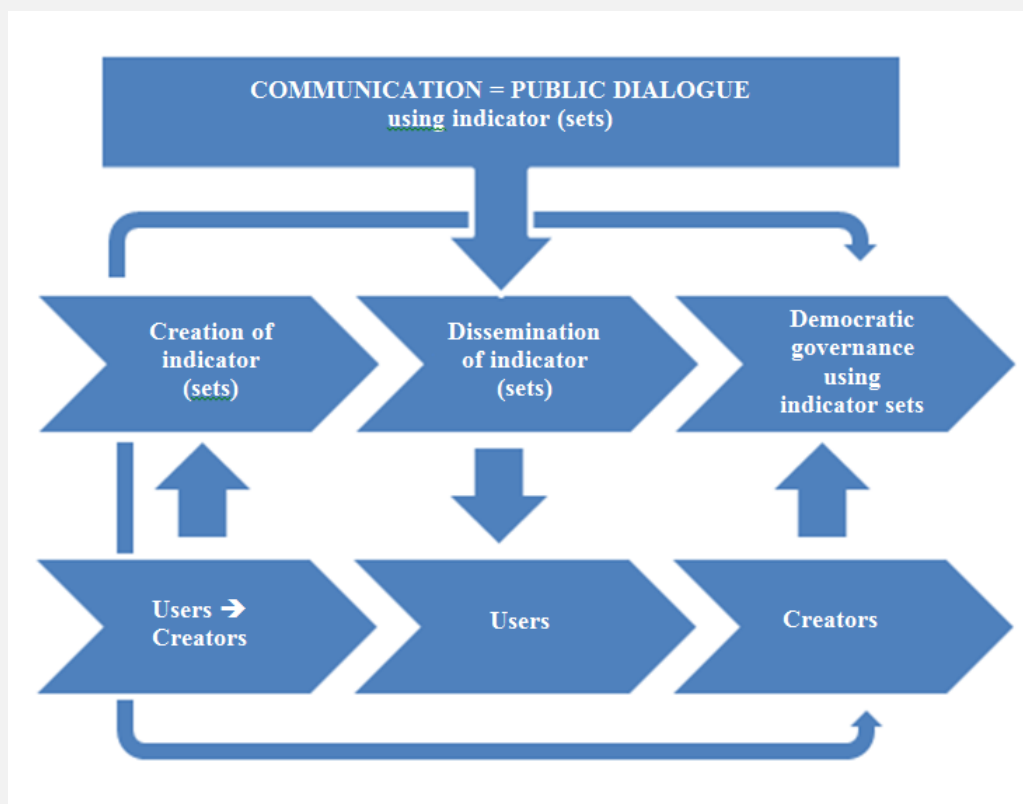 COMMUNICATION = PUBLIC DIALOGUE
using indicator (sets)
Creation of
indicator
(sets)
Dissemination
of indicator
(sets)
Democratic
governance
using
indicator sets
Users ➔
Creators
Users
Creators